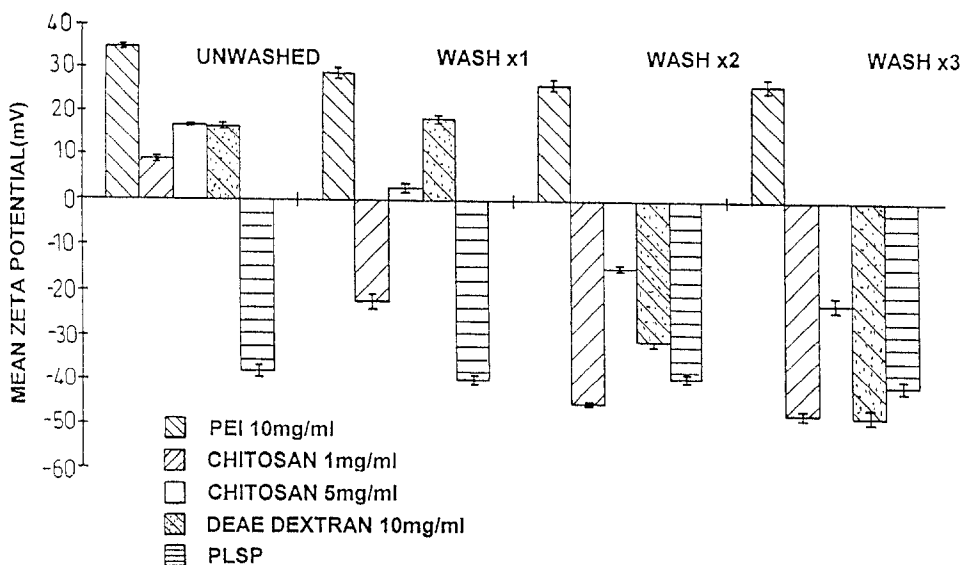 40
30
20
10
0
-10
-20
-30
-40
-50
-60
MEAN ZETA POTENTIAL(mV)
UNWASHED
WASH x1
WASH x2
WASH x3
PEI 10mg/ml
CHITOSAN 1mg/ml
CHITOSAN 5mg/ml
DEAE DEXTRAN 10mg/ml
PLSP